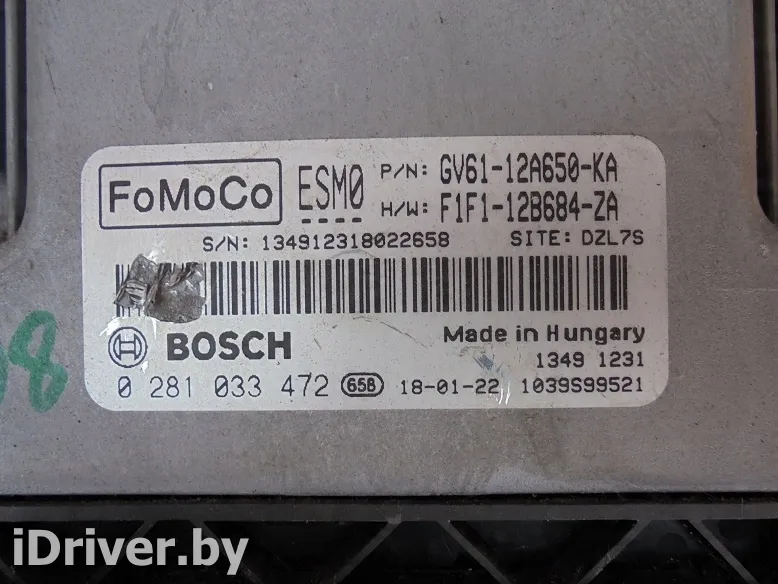 FoMoCo ESM0 P/N: GV61-12A650-KA
H/W: F1F1-12B684-ZA
S/N: 134912318022658 SITE: DZL7S
BOSCH Made in Hungary
1349 1231
0 281 033 472 658 18-01-22 1039S99521
08
iDriver.by